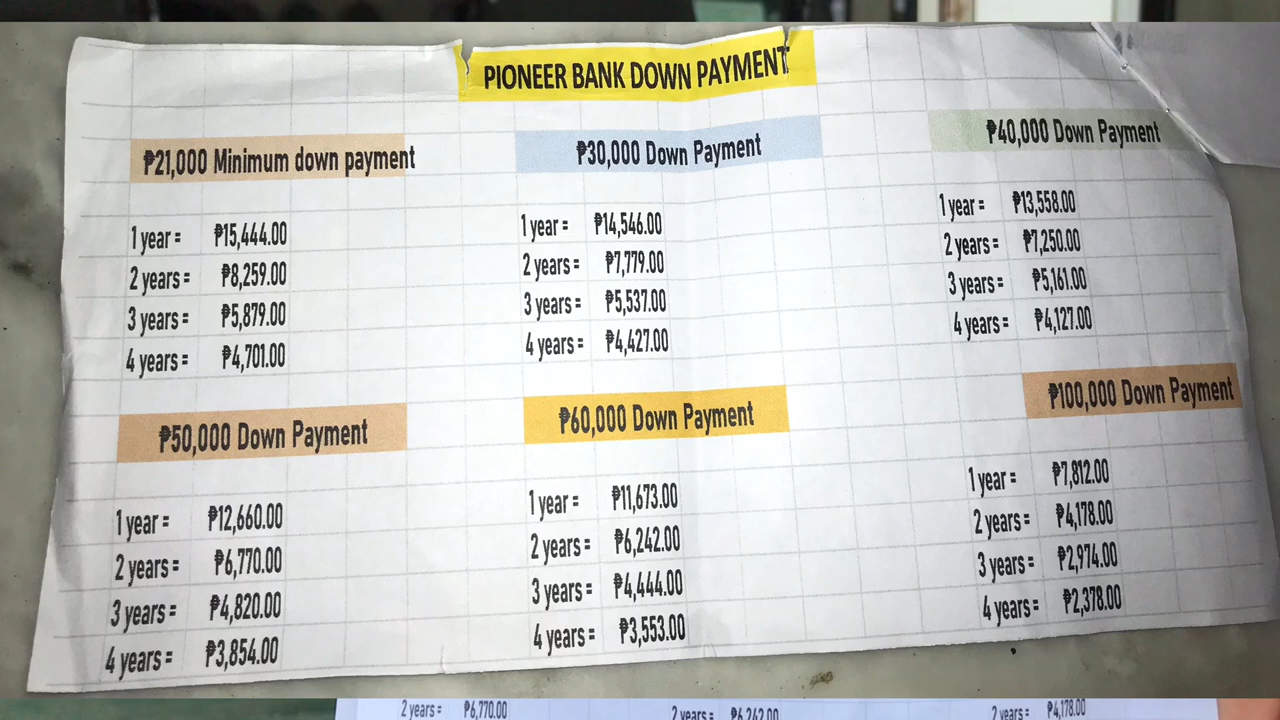 PIONEER BANK DOWN PAYMENT
₱21,000 Minimum down payment
1 year = ₱15,444.00
2 years = ₱8,259.00
3 years = ₱5,879.00
4 years = ₱4,701.00
₱30,000 Down Payment
1 year = ₱14,546.00
2 years = ₱7,779.00
3 years = ₱5,537.00
4 years = ₱4,427.00
₱40,000 Down Payment
1 year = ₱13,558.00
2 years = ₱7,250.00
3 years = ₱5,161.00
4 years = ₱4,127.00
₱50,000 Down Payment
1 year = ₱12,660.00
2 years = ₱6,770.00
3 years = ₱4,820.00
4 years = ₱3,854.00
₱60,000 Down Payment
1 year = ₱11,673.00
2 years = ₱6,242.00
3 years = ₱4,444.00
4 years = ₱3,553.00
₱100,000 Down Payment
1 year = ₱7,812.00
2 years = ₱4,178.00
3 years = ₱2,974.00
4 years = ₱2,378.00
2 years = ₱6,770.00
2 years = ₱6,242.00
2 years = ₱4,178.00